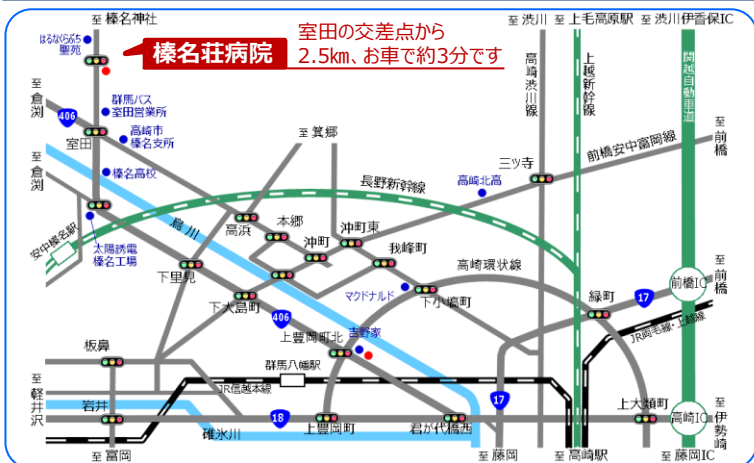 至 榛名神社
至 渋川
至 上毛高原駅
至 渋川伊香保IC
はるならぶち
聖苑
榛名荘病院
室田の交差点から
2.5km、お車で約3分です
高崎渋川線
上越新幹線
関越自動車道
至 倉渕
406
群馬バス
室田営業所
室田
高崎市
榛名支所
至 箕郷
至 前橋
前橋安中富岡線
三ツ寺
至 倉渕
榛名高校
長野新幹線
高崎北高
烏川
高浜
本郷
沖町
沖町東
我峰町
安中榛名駅
太陽誘電
榛名工場
下里見
高崎環状線
マクドナルド
下小塙町
緑町
17
前橋IC
至 前橋
下大島町
406
上豊岡町北
吉野家
JR両毛線・上越線
板鼻
群馬八幡駅
JR信越本線
至 軽井沢
岩井
18
上豊岡町
君が代橋西
17
上大類町
高崎IC
至 伊勢崎
碓氷川
至 富岡
至 藤岡
至 高崎駅
至 藤岡IC